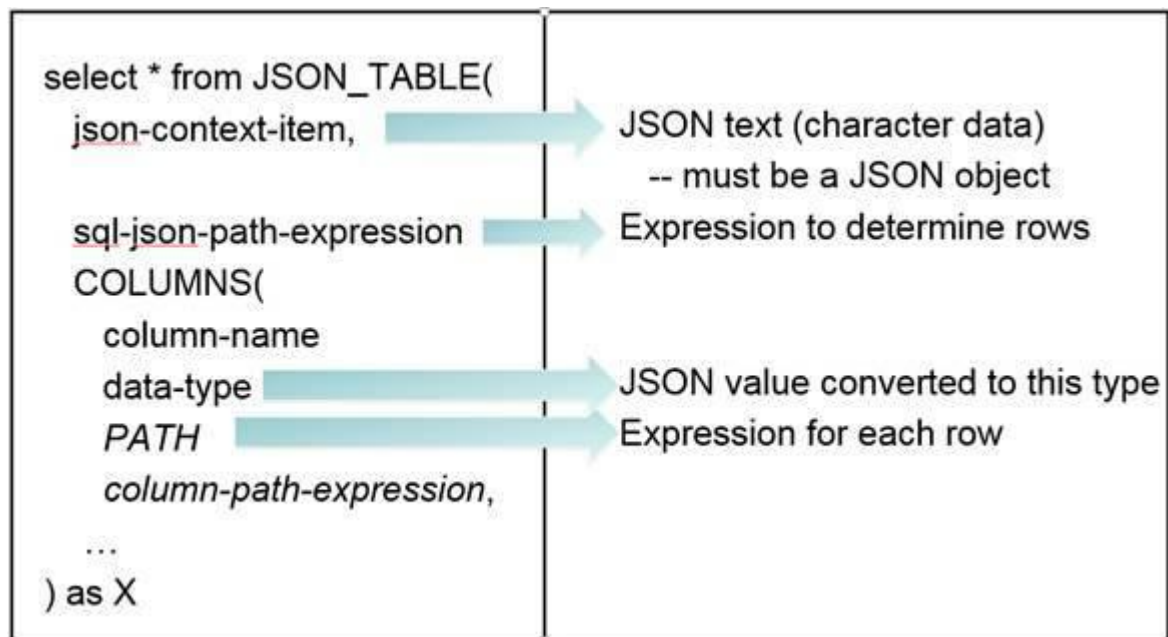 select * from JSON_TABLE(
json-context-item,
JSON text (character data)
-- must be a JSON object
sql-json-path-expression
Expression to determine rows
COLUMNS(
column-name
data-type
JSON value converted to this type
PATH
Expression for each row
column-path-expression,
...
) as X